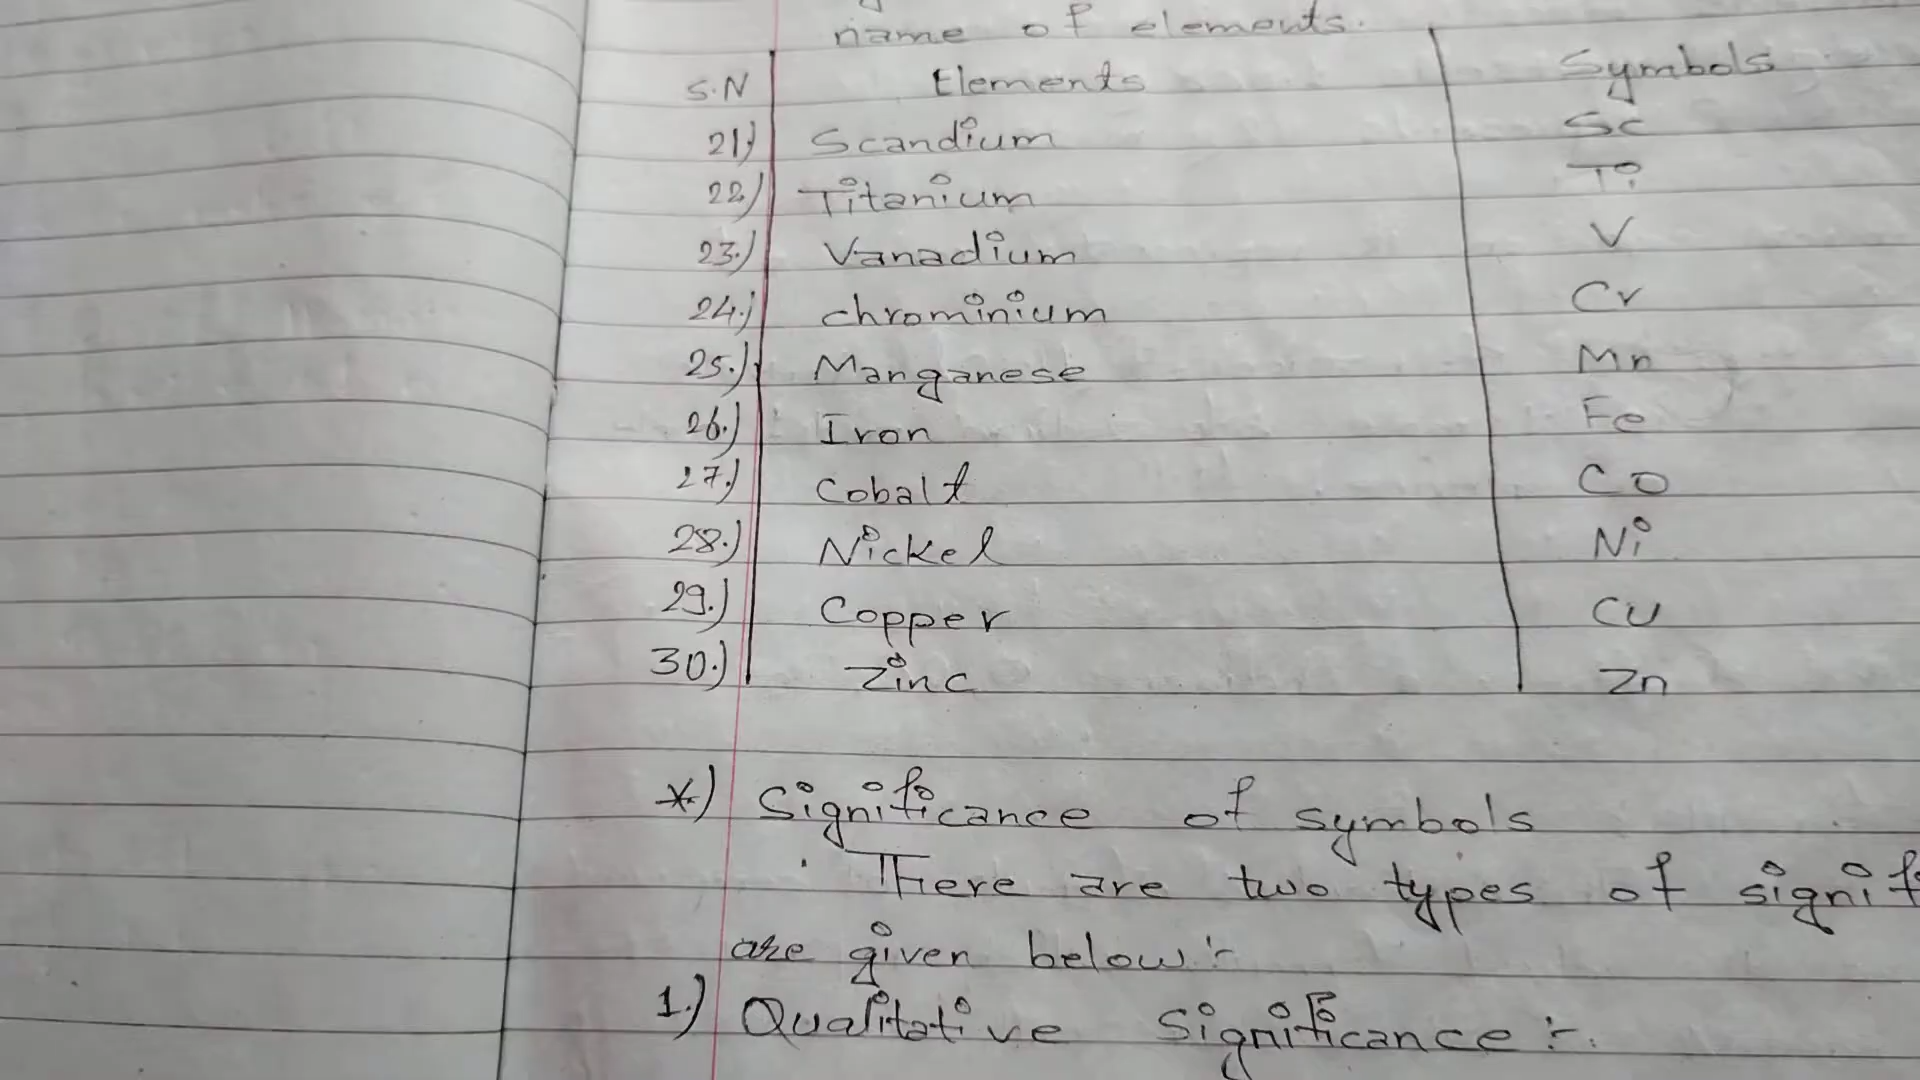 name of elements.
S.N Elements Symbols
21) Scandium Sc
22) Titanium Ti
23.) Vanadium V
24.) chrominium Cr
25.) Manganese Mn
26.) Iron Fe
27.) Cobalt CO
28.) Nickel Ni
29.) Copper CU
30.) Zinc Zn
*) Significance of symbols
There are two types of signif
are given below :-
1.) Qualitative Significance :-